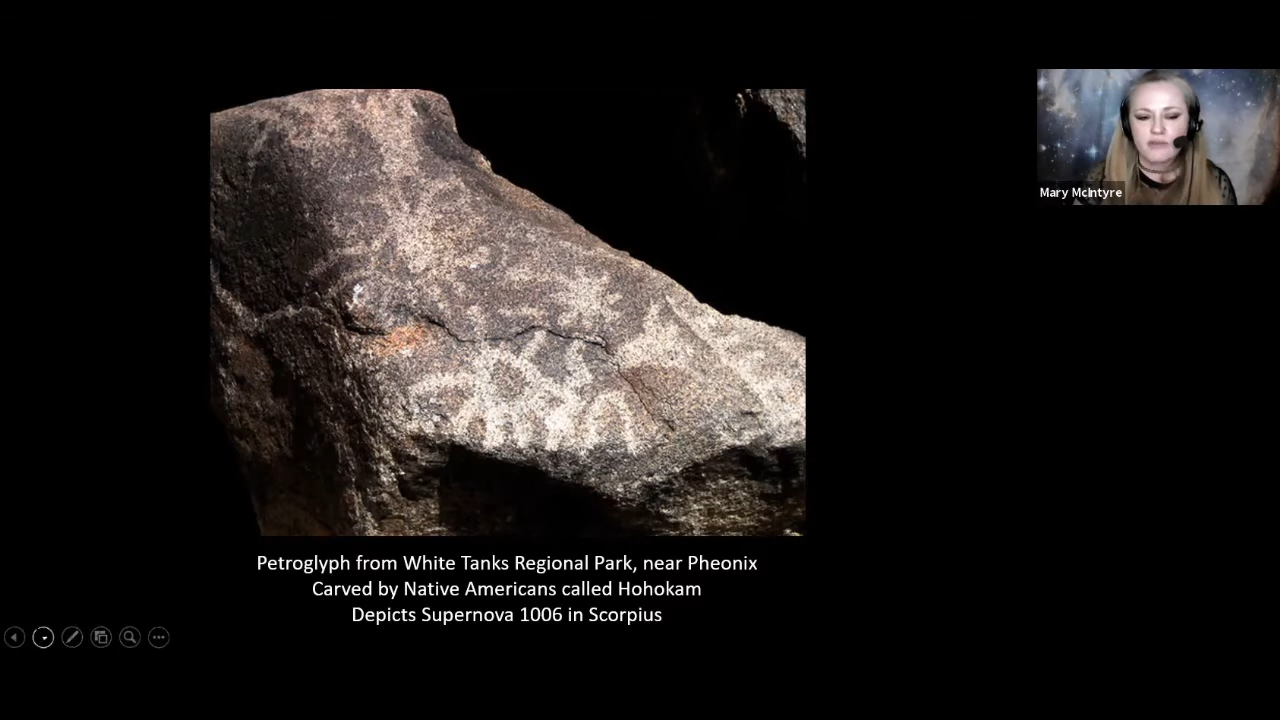 Mary McIntyre
Petroglyph from White Tanks Regional Park, near Pheonix
Carved by Native Americans called Hohokam
Depicts Supernova 1006 in Scorpius